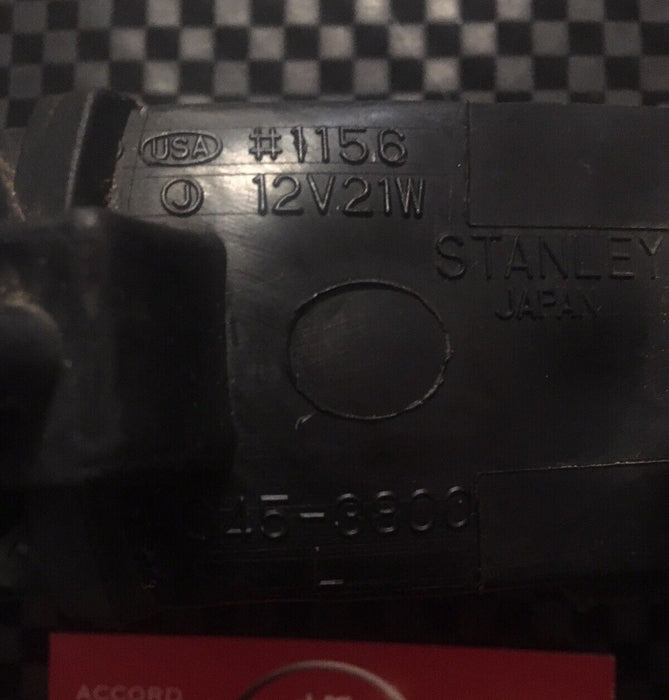 USA #1156
J 12V21W
STANLEY
JAPAN
ACCORD